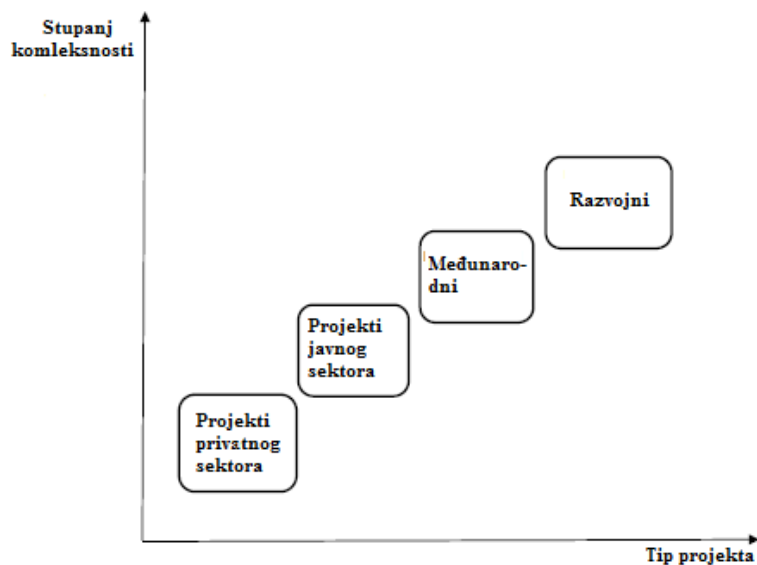 Stupanj
komleksnosti
Razvojni
Međunaro-
dni
Projekti
javnog
sektora
Projekti
privatnog
sektora
Tip projekta